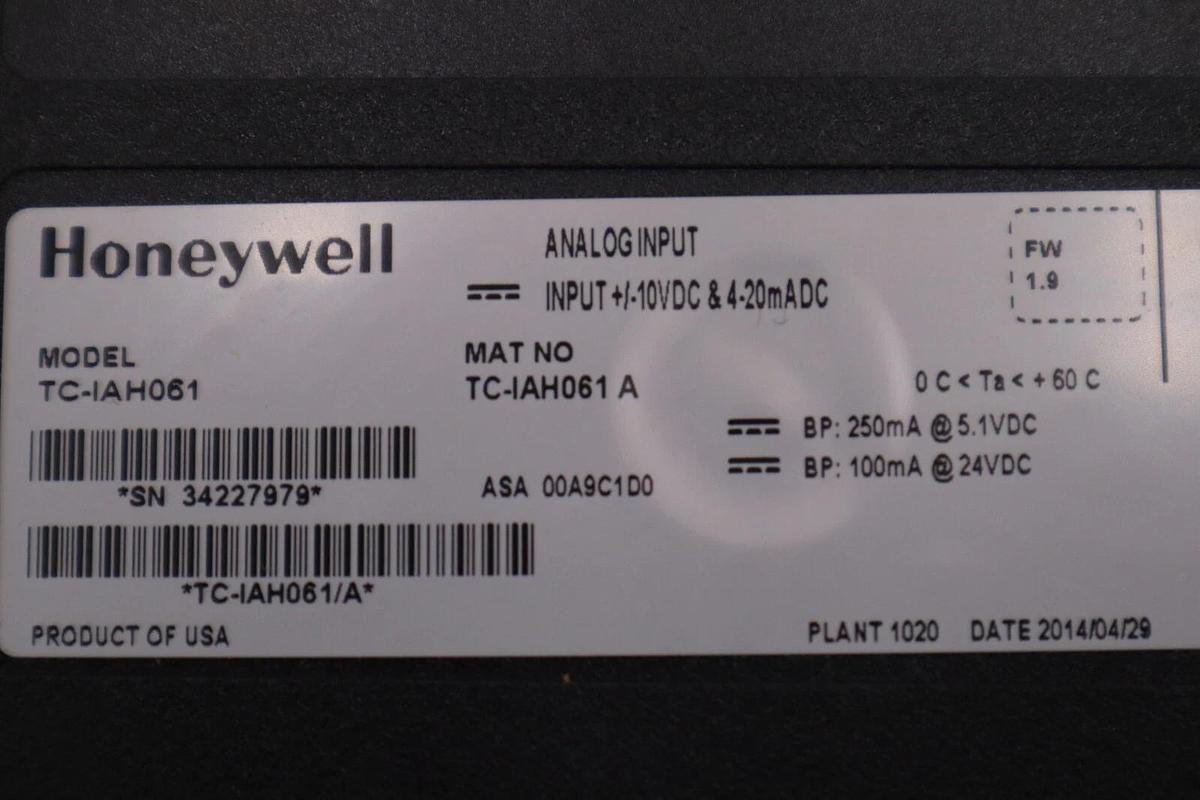 Honeywell
ANALOG INPUT
INPUT +/-10VDC & 4-20mADC
FW
1.9
MODEL
TC-IAH061
MAT NO
TC-IAH061 A
0 C < Ta < + 60 C
BP: 250mA @ 5.1VDC
BP: 100mA @ 24VDC
*SN 34227979*
ASA 00A9C1D0
*TC-IAH061/A*
PRODUCT OF USA
PLANT 1020 DATE 2014/04/29